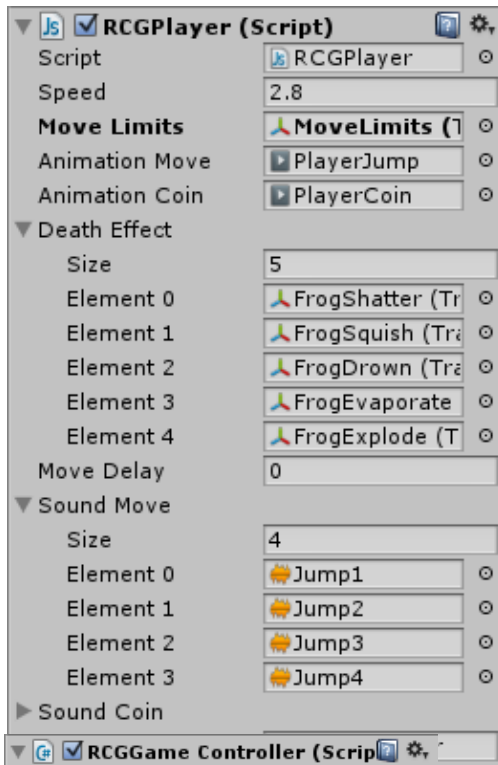 RCGPlayer (Script)
Script RCGPlayer
Speed 2.8
Move Limits MoveLimits (T
Animation Move PlayerJump
Animation Coin PlayerCoin
Death Effect
Size 5
Element 0 FrogShatter (Tr
Element 1 FrogSquish (Tra
Element 2 FrogDrown (Tra
Element 3 FrogEvaporate
Element 4 FrogExplode (T
Move Delay 0
Sound Move
Size 4
Element 0 Jump1
Element 1 Jump2
Element 2 Jump3
Element 3 Jump4
Sound Coin
RCGGame Controller (Scrip